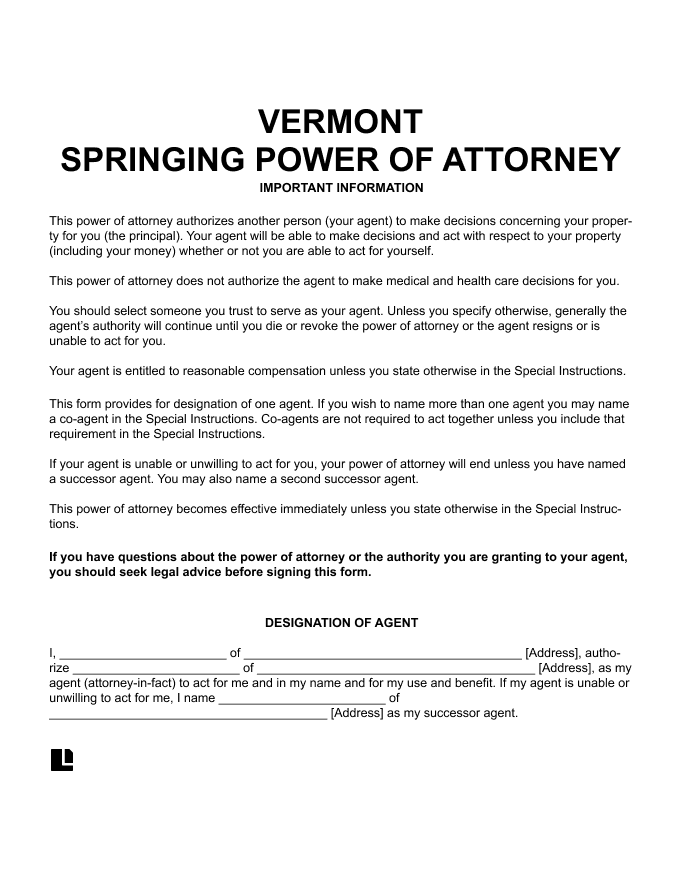 VERMONT
SPRINGING POWER OF ATTORNEY
IMPORTANT INFORMATION
This power of attorney authorizes another person (your agent) to make decisions concerning your proper-
ty for you (the principal). Your agent will be able to make decisions and act with respect to your property
(including your money) whether or not you are able to act for yourself.
This power of attorney does not authorize the agent to make medical and health care decisions for you.
You should select someone you trust to serve as your agent. Unless you specify otherwise, generally the
agent's authority will continue until you die or revoke the power of attorney or the agent resigns or is
unable to act for you.
Your agent is entitled to reasonable compensation unless you state otherwise in the Special Instructions.
This form provides for designation of one agent. If you wish to name more than one agent you may name
a co-agent in the Special Instructions. Co-agents are not required to act together unless you include that
requirement in the Special Instructions.
If your agent is unable or unwilling to act for you, your power of attorney will end unless you have named
a successor agent. You may also name a second successor agent.
This power of attorney becomes effective immediately unless you state otherwise in the Special Instruc-
tions.
If you have questions about the power of attorney or the authority you are granting to your agent,
you should seek legal advice before signing this form.
DESIGNATION OF AGENT
I, ________________________ of ________________________________________ [Address], autho-
rize ________________________ of ________________________________________ [Address], as my
agent (attorney-in-fact) to act for me and in my name and for my use and benefit. If my agent is unable or
unwilling to act for me, I name ________________________ of
________________________________________ [Address] as my successor agent.